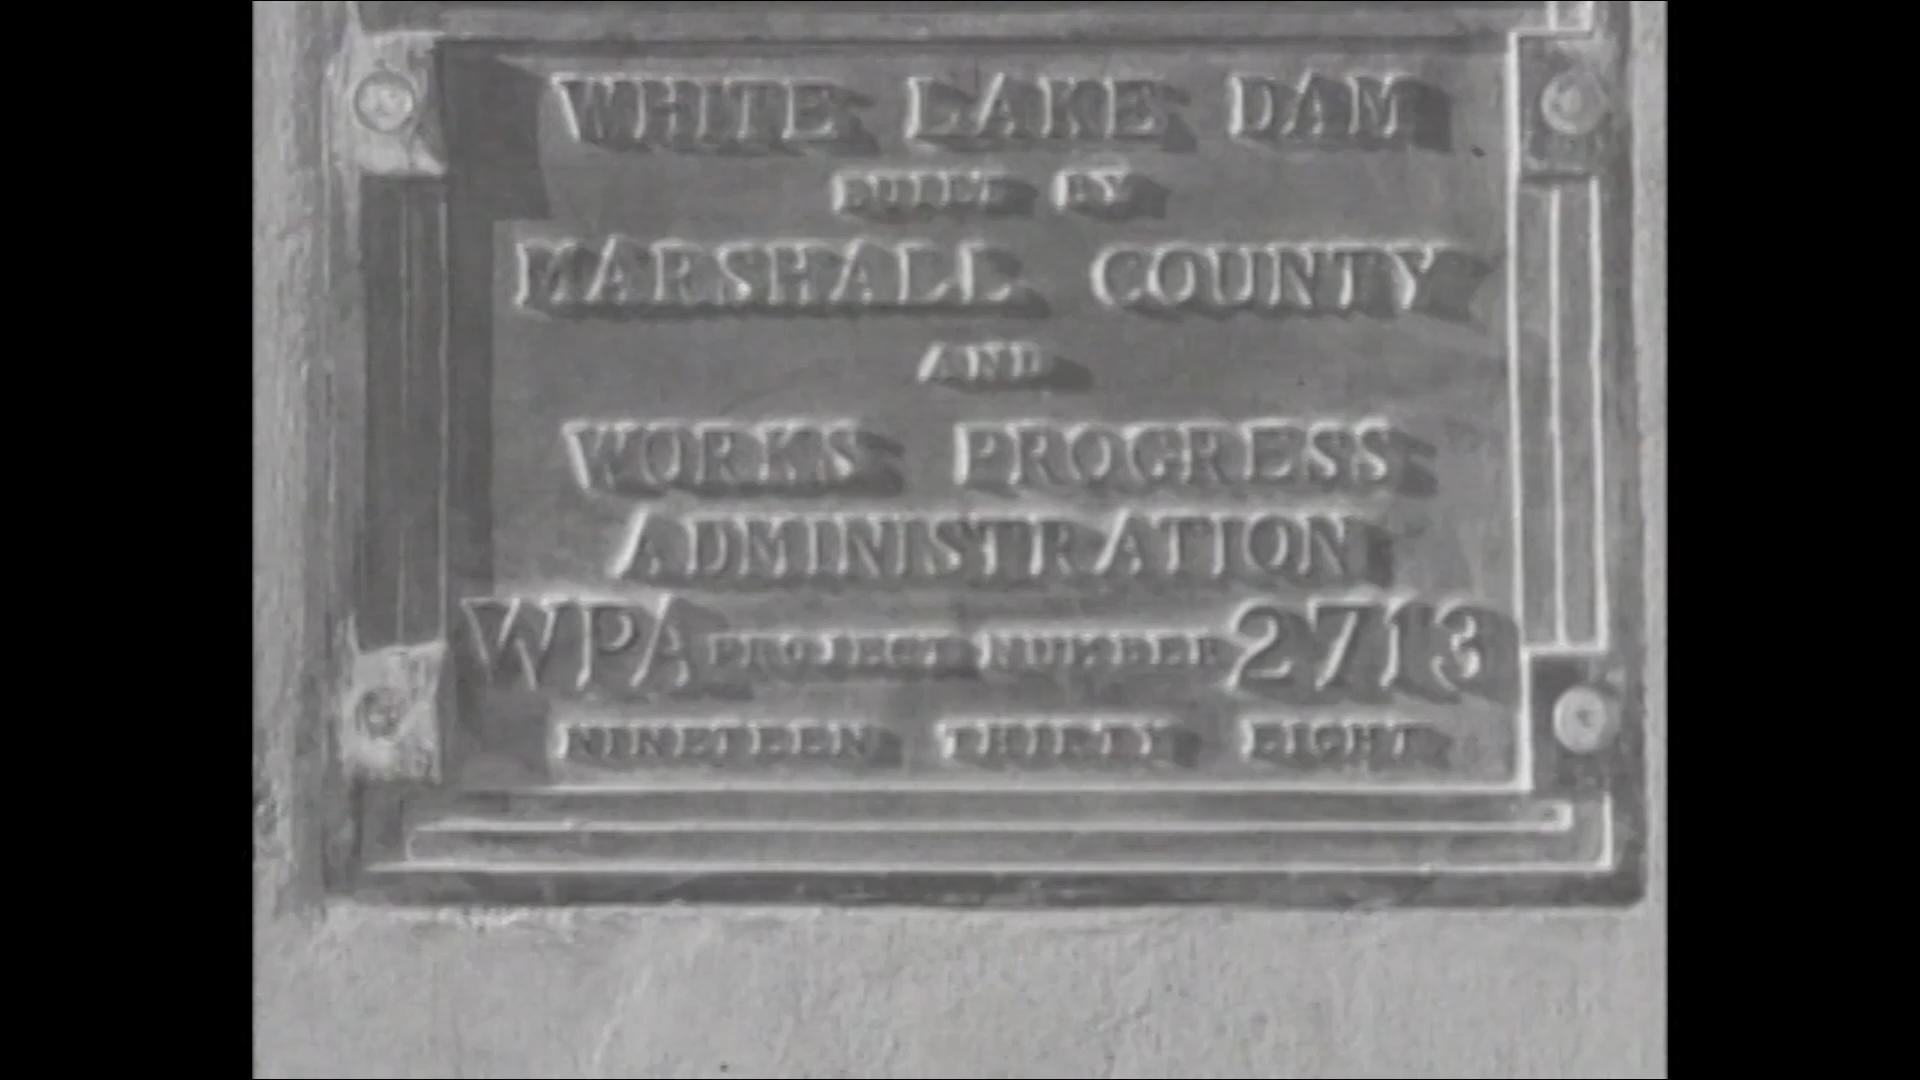 WHITE LAKE DAM
BUILT BY
MARSHALL COUNTY
AND
WORKS PROGRESS
ADMINISTRATION
WPA PROJECT NUMBER 2713
NINETEEN THIRTY EIGHT